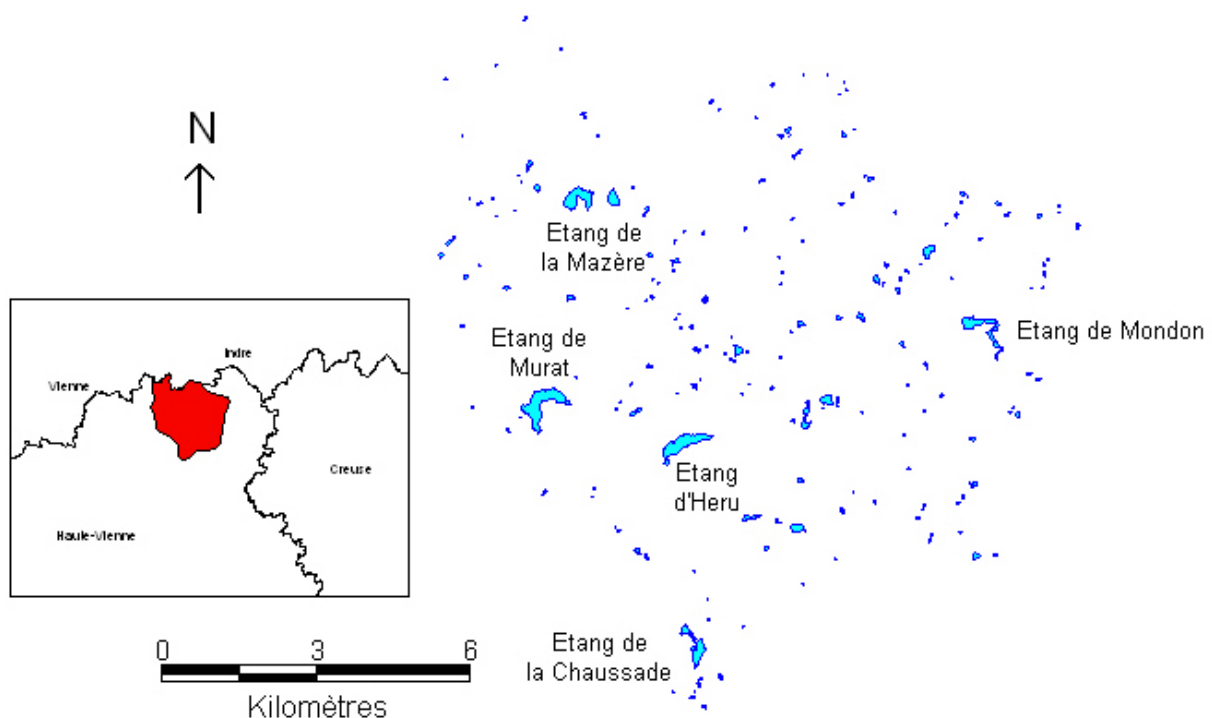 N
Etang de
la Mazère
Etang de
Murat
Etang de Mondon
Etang
d'Heru
Etang de
la Chaussade
Indre
Vienne
Creuse
Haute-Vienne
0 3 6
Kilomètres